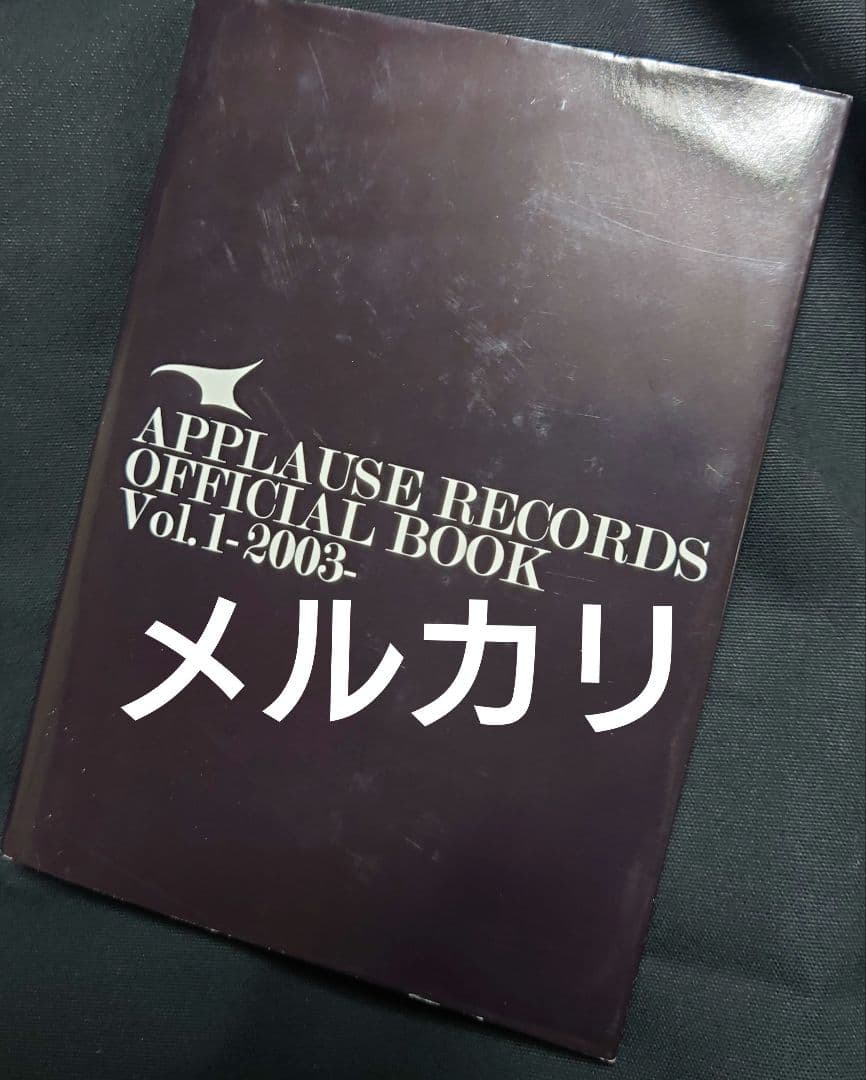 APPLAUSE RECORDS
OFFICIAL BOOK
Vol.1-2003-
メルカリ